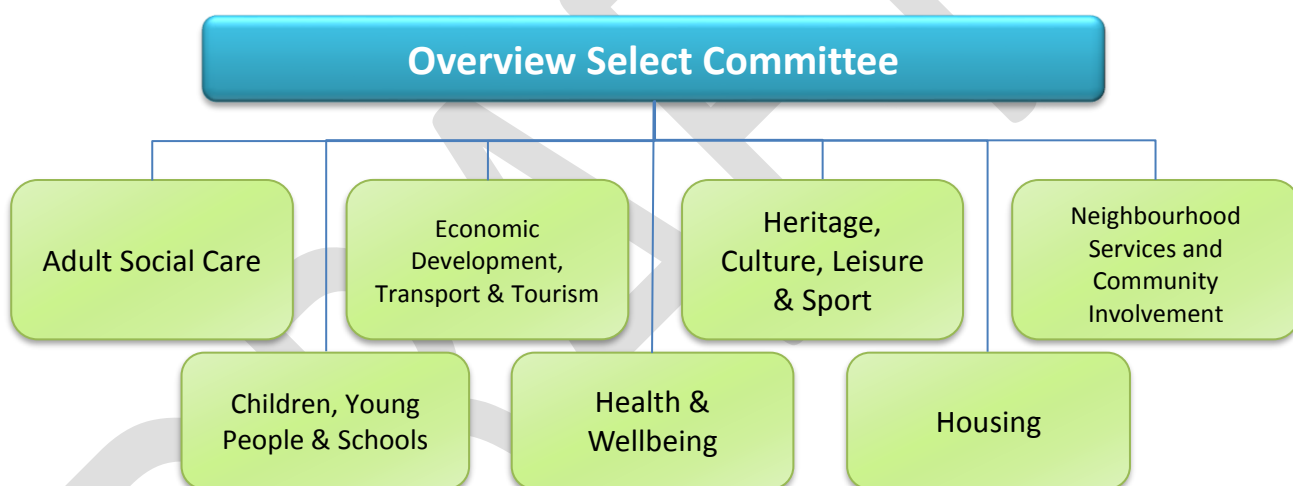 Overview Select Committee
Adult Social Care
Economic
Development,
Transport & Tourism
Heritage,
Culture, Leisure
& Sport
Neighbourhood
Services and
Community
Involvement
Children, Young
People & Schools
Health &
Wellbeing
Housing